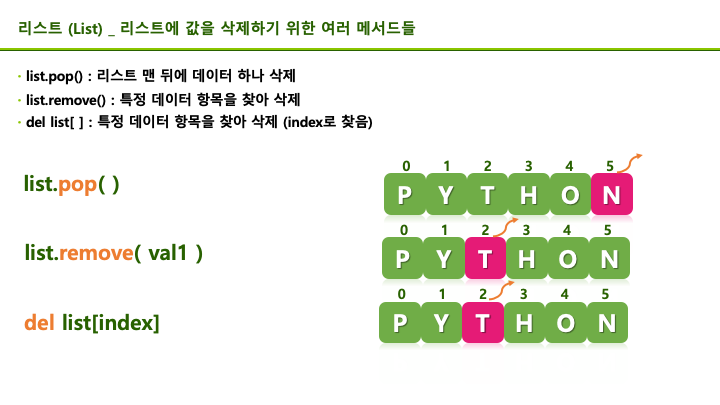 리스트 (List) _ 리스트에 값을 삭제하기 위한 여러 메서드들
· list.pop() : 리스트 맨 뒤에 데이터 하나 삭제
· list.remove() : 특정 데이터 항목을 찾아 삭제
· del list[ ] : 특정 데이터 항목을 찾아 삭제 (index로 찾음)
list.pop( )
0 1 2 3 4 5
P Y T H O N
list.remove( val1 )
0 1 2 3 4 5
P Y T H O N
del list[index]
0 1 2 3 4 5
P Y T H O N